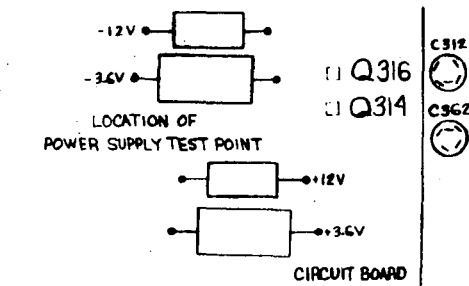 -12V
C312
-3.6V
Q316
Q314
C362
LOCATION OF
POWER SUPPLY TEST POINT
+12V
+3.6V
CIRCUIT BOARD